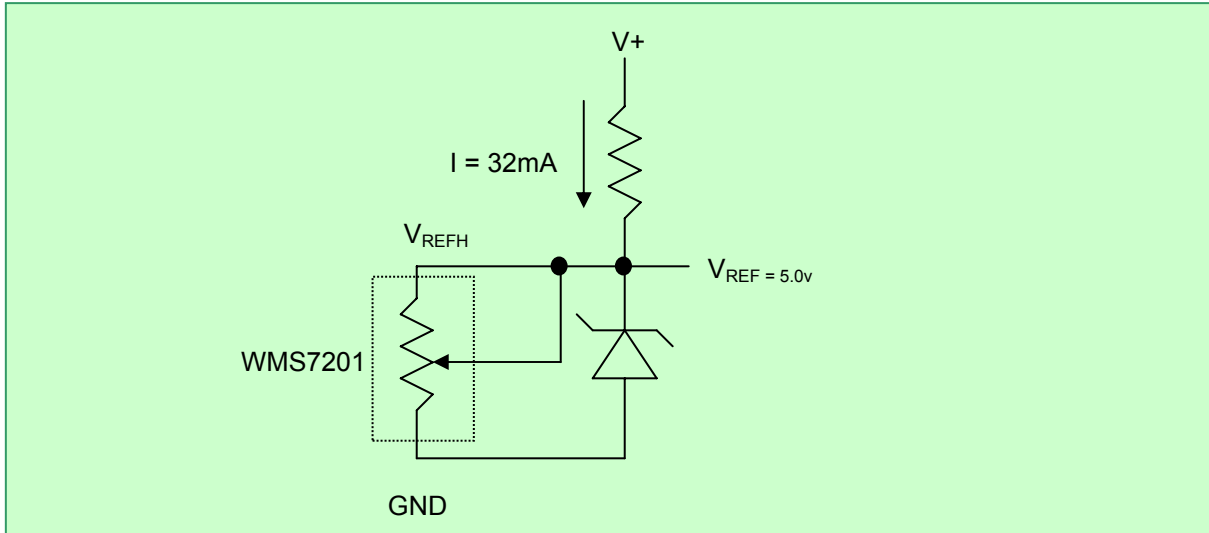 V+
I = 32mA
VREFH
VREF = 5.0v
WMS7201
GND